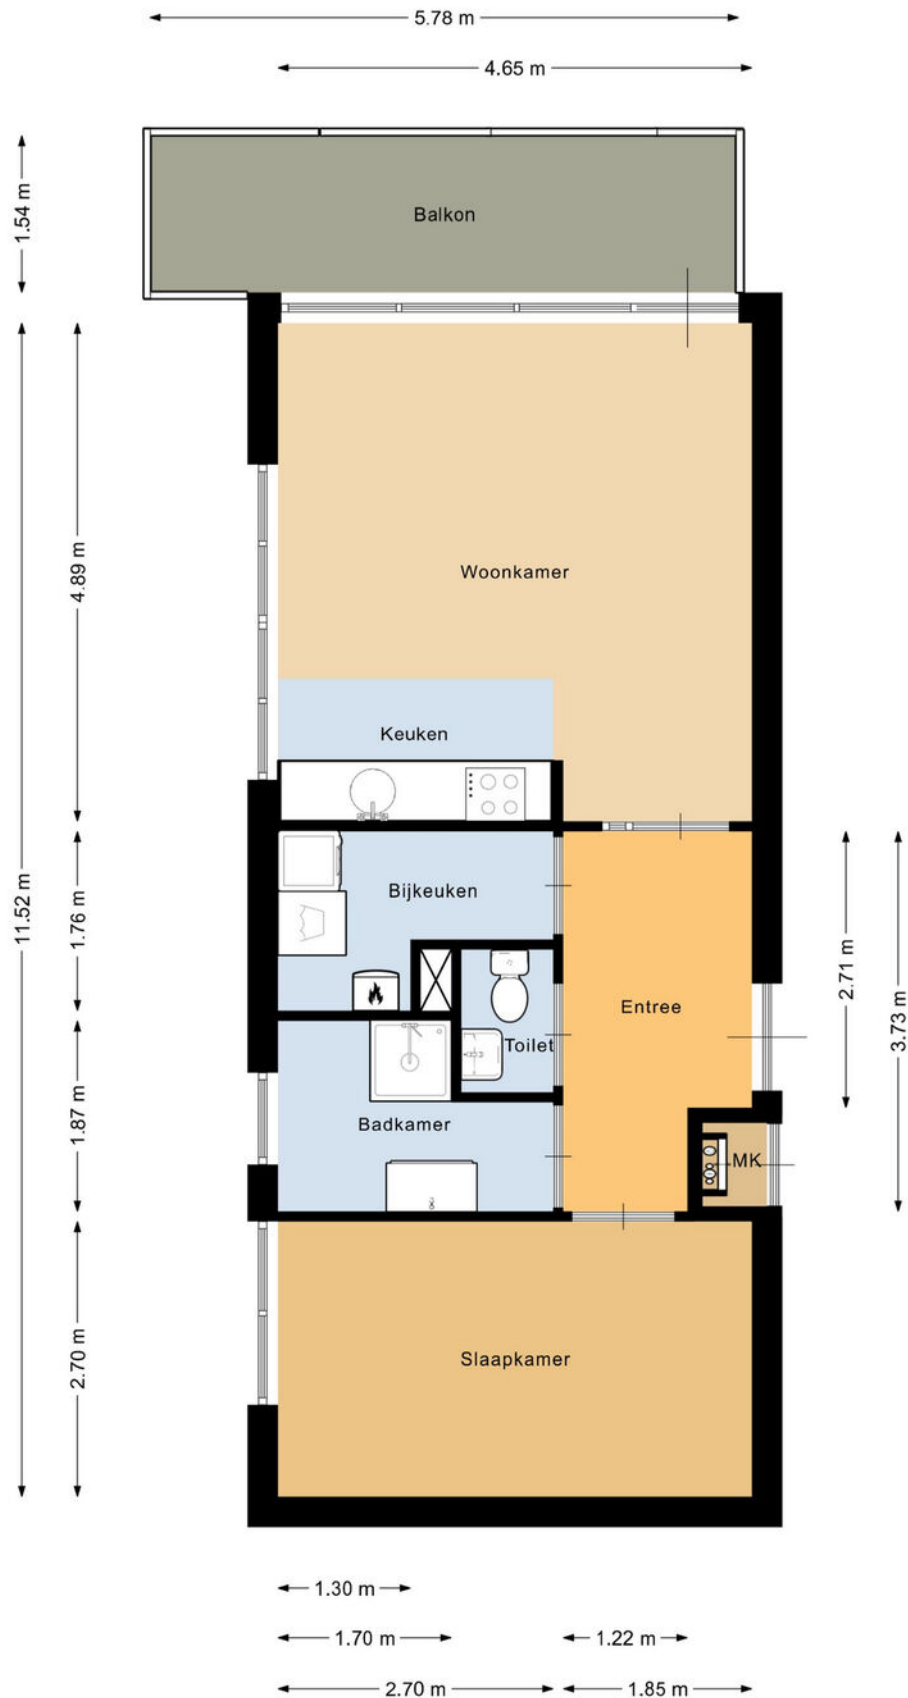 5.78 m
4.65 m
1.54 m
Balkon
4.89 m
Woonkamer
Keuken
11.52 m
1.76 m
Bijkeuken
2.71 m
3.73 m
Entree
Toilet
1.87 m
Badkamer
MK
2.70 m
Slaapkamer
1.30 m
1.70 m
1.22 m
2.70 m
1.85 m